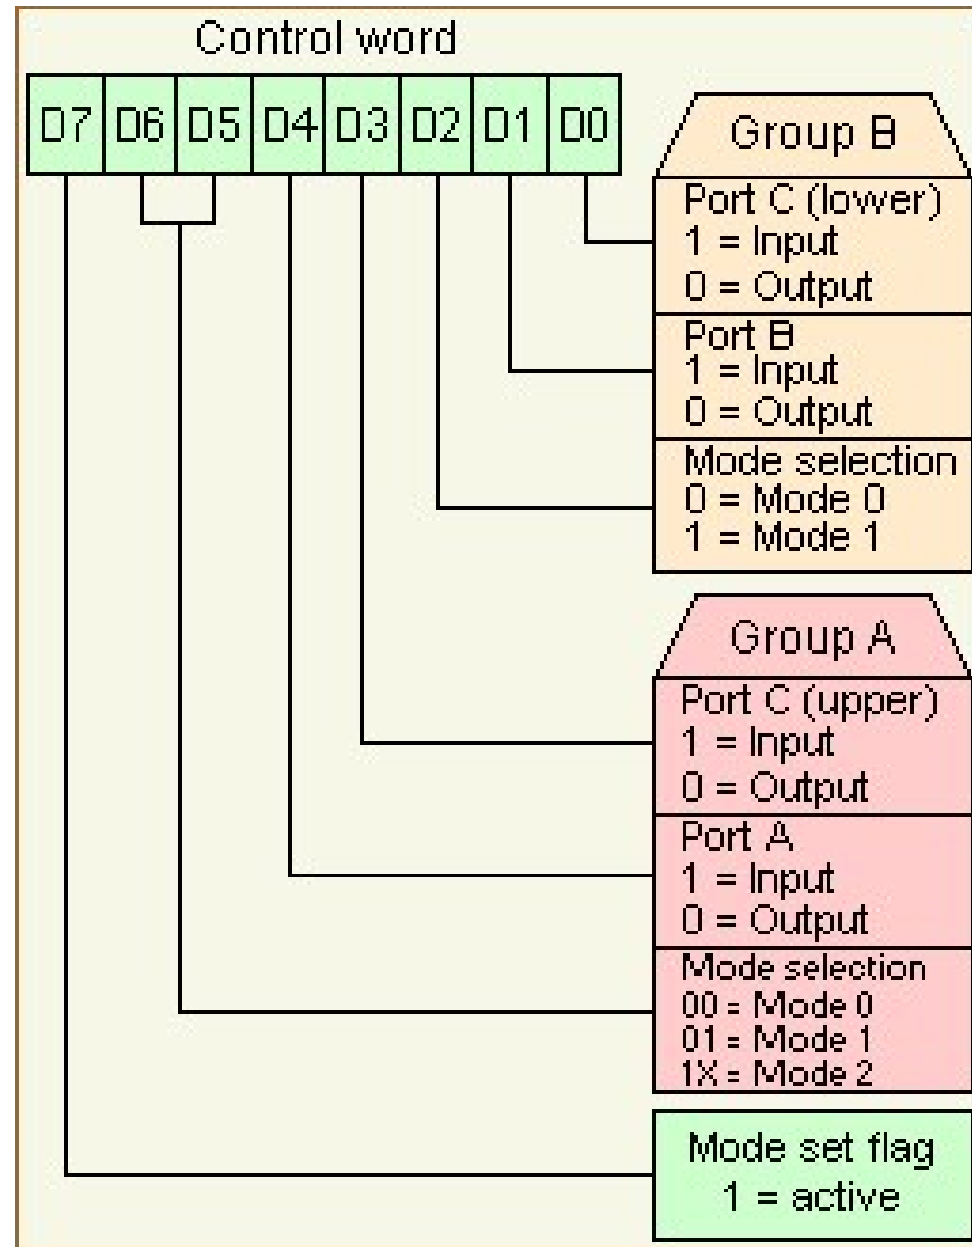 Control word
D7 D6 D5 D4 D3 D2 D1 D0
Group B
Port C (lower)
1 = Input
0 = Output
Port B
1 = Input
0 = Output
Mode selection
0 = Mode 0
1 = Mode 1
Group A
Port C (upper)
1 = Input
0 = Output
Port A
1 = Input
0 = Output
Mode selection
00 = Mode 0
01 = Mode 1
1X = Mode 2
Mode set flag
1 = active